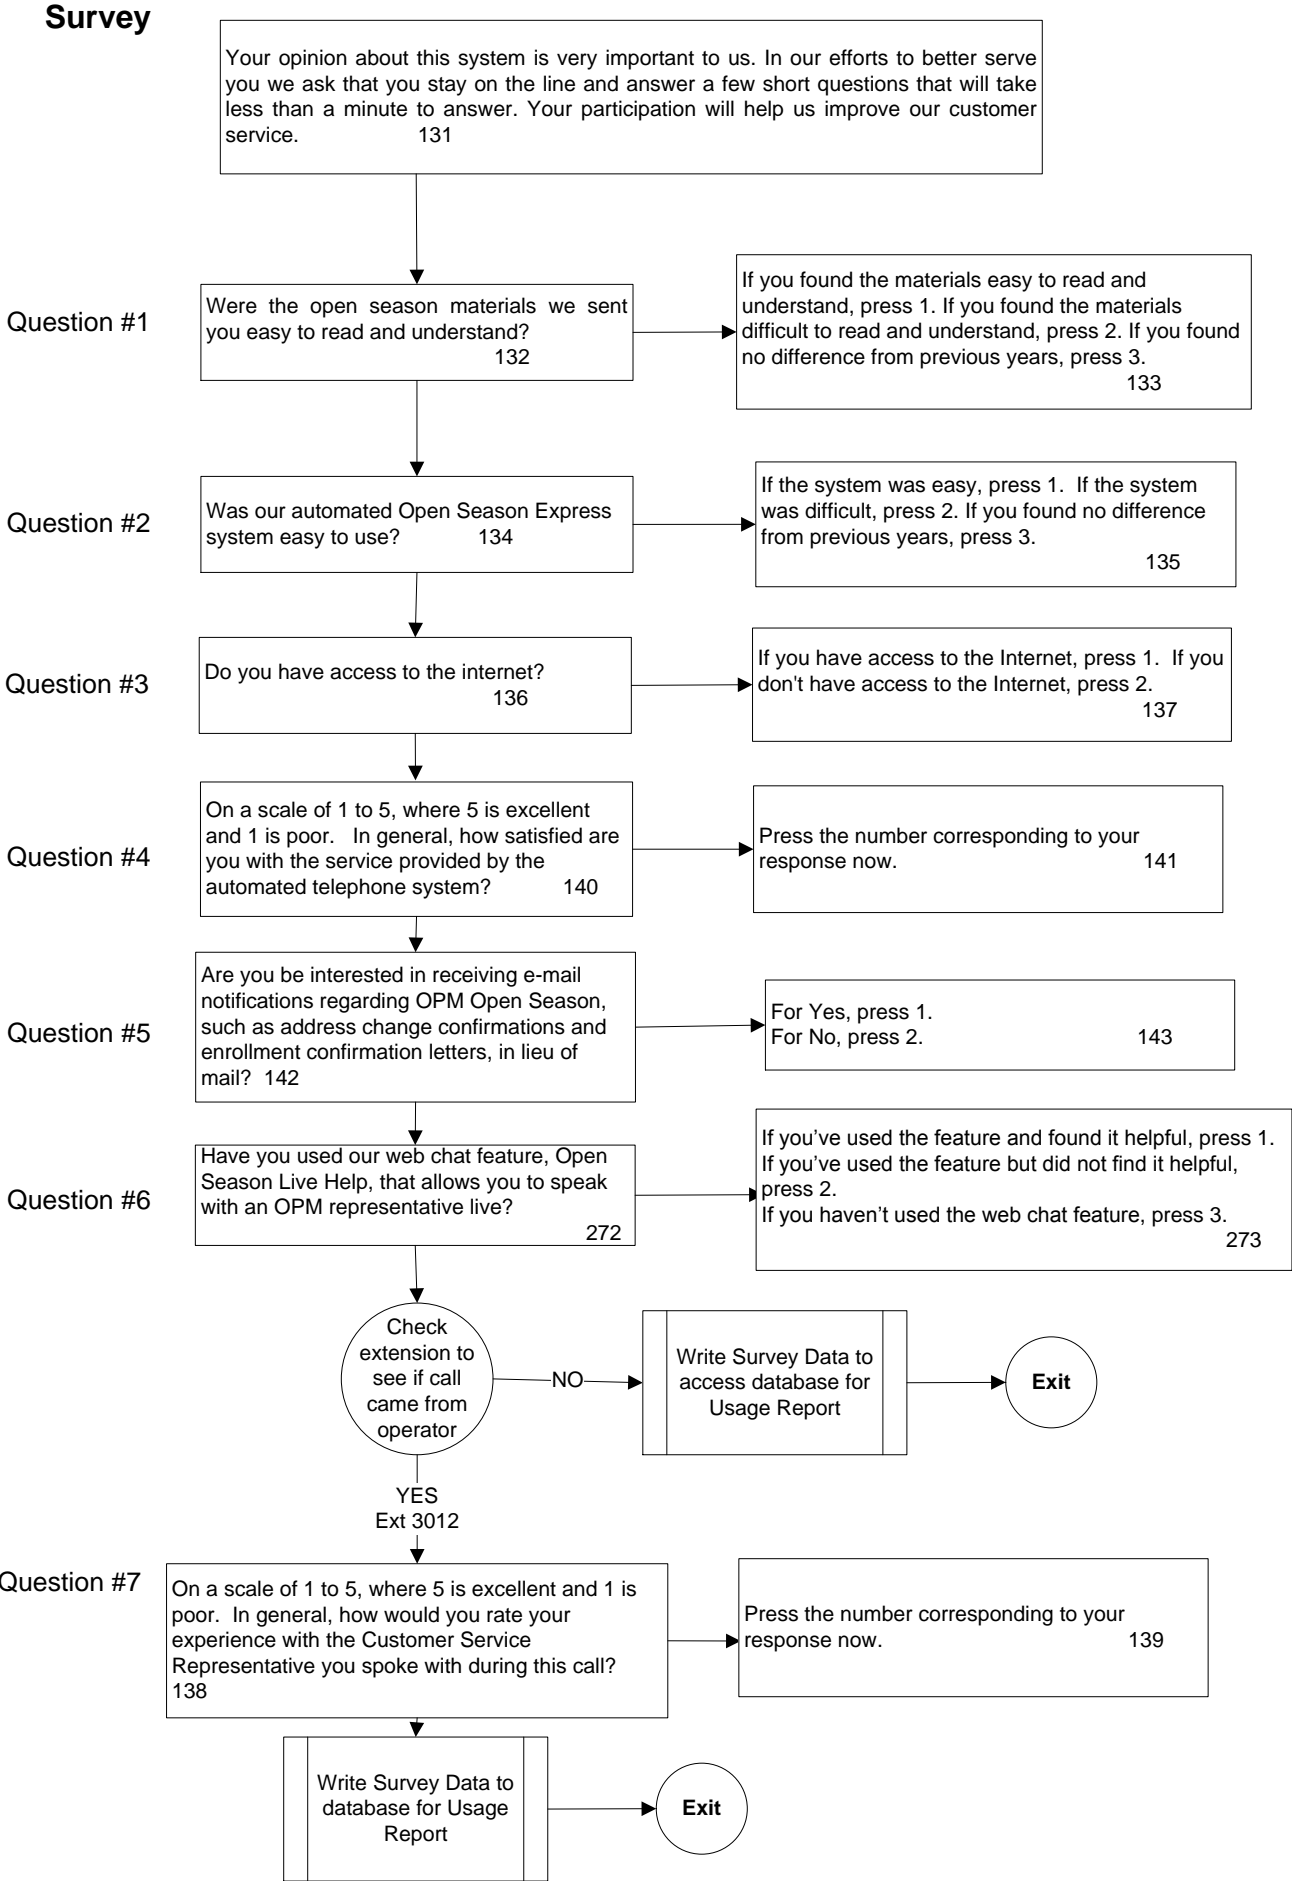 Survey
Your opinion about this system is very important to us. In our efforts to better serve
you we ask that you stay on the line and answer a few short questions that will take
less than a minute to answer. Your participation will help us improve our customer
service. 131
Question #1
Were the open season materials we sent
you easy to read and understand?
132
If you found the materials easy to read and
understand, press 1. If you found the materials
difficult to read and understand, press 2. If you found
no difference from previous years, press 3.
133
Question #2
Was our automated Open Season Express
system easy to use? 134
If the system was easy, press 1. If the system
was difficult, press 2. If you found no difference
from previous years, press 3.
135
Question #3
Do you have access to the internet?
136
If you have access to the Internet, press 1. If you
don't have access to the Internet, press 2.
137
Question #4
On a scale of 1 to 5, where 5 is excellent
and 1 is poor. In general, how satisfied are
you with the service provided by the
automated telephone system? 140
Press the number corresponding to your
response now. 141
Question #5
Are you be interested in receiving e-mail
notifications regarding OPM Open Season,
such as address change confirmations and
enrollment confirmation letters, in lieu of
mail? 142
For Yes, press 1.
For No, press 2. 143
Question #6
Have you used our web chat feature, Open
Season Live Help, that allows you to speak
with an OPM representative live?
272
If you’ve used the feature and found it helpful, press 1.
If you’ve used the feature but did not find it helpful,
press 2.
If you haven’t used the web chat feature, press 3.
273
Check
extension to
see if call
came from
operator
NO
Write Survey Data to
access database for
Usage Report
Exit
YES
Ext 3012
Question #7
On a scale of 1 to 5, where 5 is excellent and 1 is
poor. In general, how would you rate your
experience with the Customer Service
Representative you spoke with during this call?
138
Press the number corresponding to your
response now. 139
Write Survey Data to
database for Usage
Report
Exit